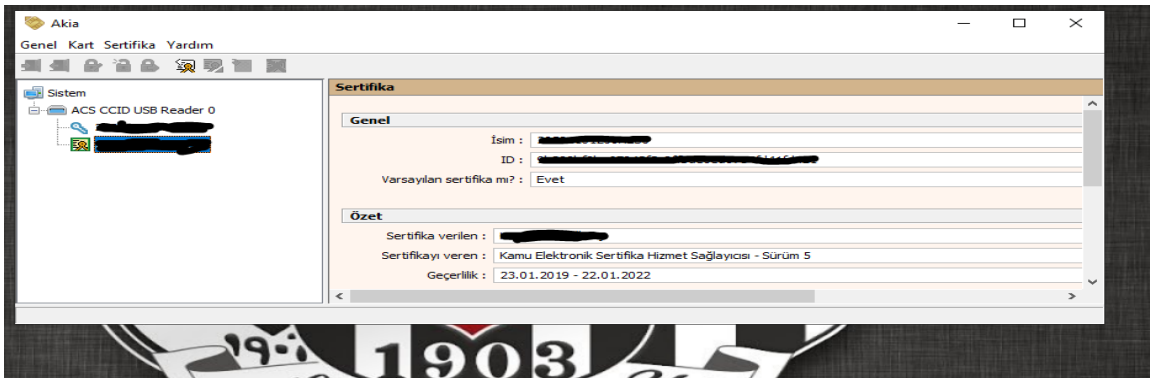 Akia
Genel Kart Sertifika Yardım
Sistem
ACS CCID USB Reader 0
Sertifika
Genel
İsim :
ID :
Varsayılan sertifika mı? : Evet
Özet
Sertifika verilen :
Sertifikayı veren : Kamu Elektronik Sertifika Hizmet Sağlayıcısı - Sürüm 5
Geçerlilik : 23.01.2019 - 22.01.2022
١٩٠٣ 1903